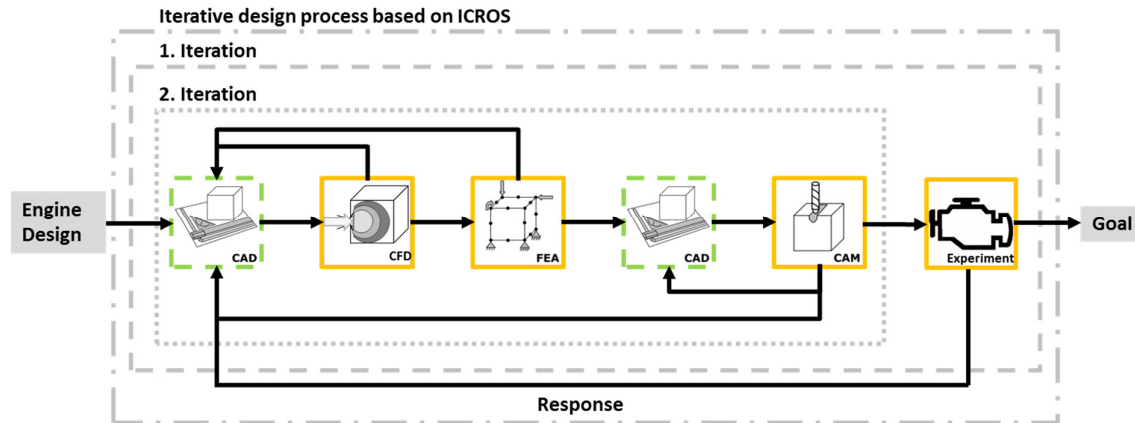 Iterative design process based on ICROS
1. Iteration
2. Iteration
Engine
Design
CAD
CFD
FEA
CAD
CAM
Experiment
Goal
Response